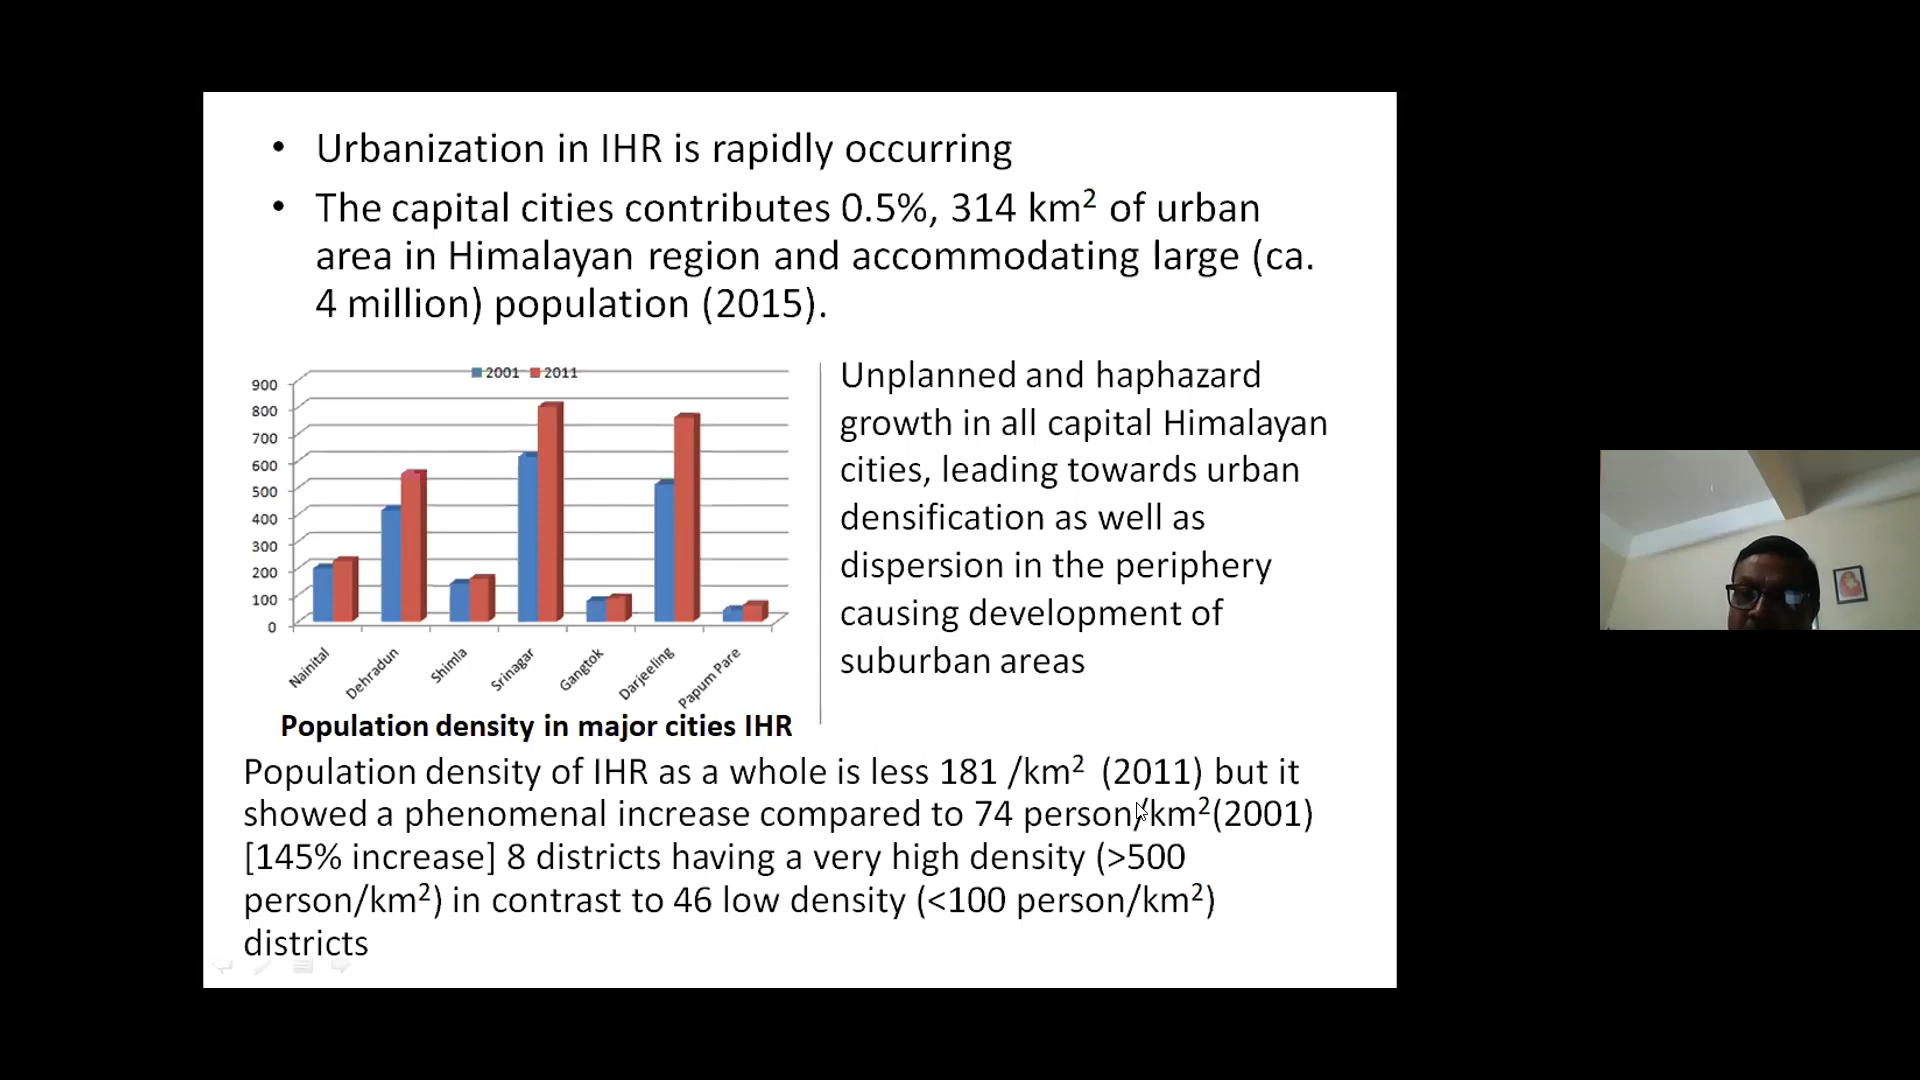 • Urbanization in IHR is rapidly occurring
• The capital cities contributes 0.5%, 314 km² of urban
area in Himalayan region and accommodating large (ca.
4 million) population (2015).
2001 2011
900
800
700
600
500
400
300
200
100
0
Nainital
Dehradun
Shimla
Srinagar
Gangtok
Darjeeling
Papum Pare
Population density in major cities IHR
Unplanned and haphazard
growth in all capital Himalayan
cities, leading towards urban
densification as well as
dispersion in the periphery
causing development of
suburban areas
Population density of IHR as a whole is less 181 /km² (2011) but it
showed a phenomenal increase compared to 74 person/km²(2001)
[145% increase] 8 districts having a very high density (>500
person/km²) in contrast to 46 low density (<100 person/km²)
districts